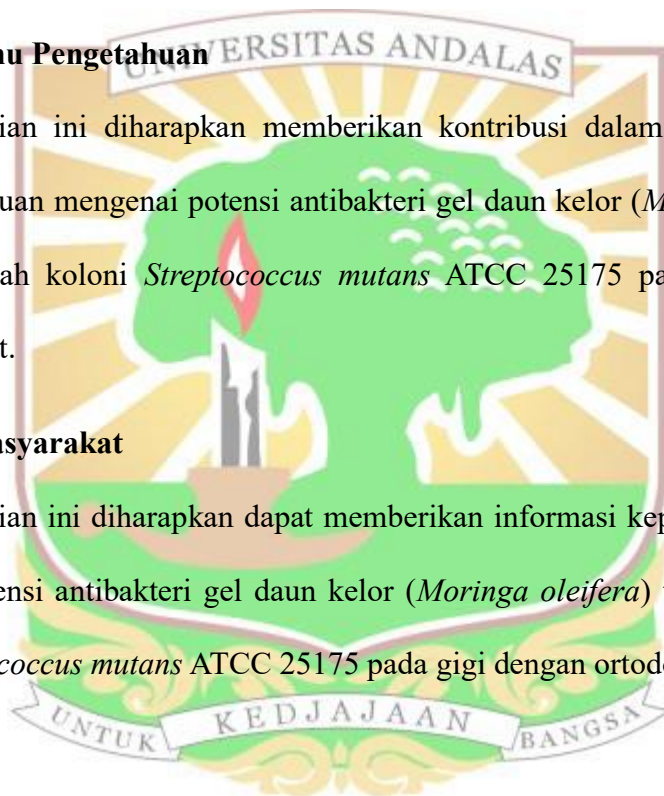 UNIVERSITAS ANDALAS
mu Pengetahuan
ian ini diharapkan memberikan kontribusi dalam
uan mengenai potensi antibakteri gel daun kelor (M
ah koloni Streptococcus mutans ATCC 25175 pa
t.
asyarakat
ian ini diharapkan dapat memberikan informasi kep
ensi antibakteri gel daun kelor (Moringa oleifera)
coccus mutans ATCC 25175 pada gigi dengan ortod
UNTUK KEDJAJAAN BANGSA